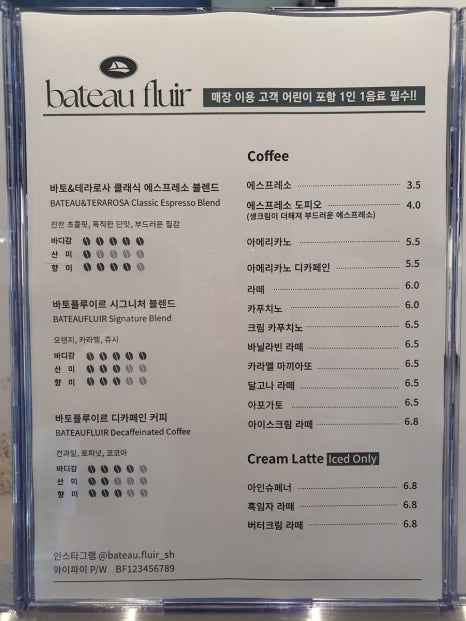 bateau fluir
매장 이용 고객 어린이 포함 1인 1음료 필수!!
바토&테라로사 클래식 에스프레소 블렌드
BATEAU&TERAROSA Classic Espresso Blend
진한 초콜릿, 묵직한 단맛, 부드러운 질감
바디감
산 미
향 미
바토플루이르 시그니처 블렌드
BATEAUFLUIR Signature Blend
오렌지, 카라멜, 쥬시
바디감
산 미
향 미
바토플루이르 디카페인 커피
BATEAUFLUIR Decaffeinated Coffee
견과일, 토피넛, 코코아
바디감
산 미
향 미
인스타그램 @bateau.fluir_sh
와이파이 P/W BF123456789
Coffee
에스프레소 3.5
에스프레소 도피오 4.0
(생크림이 더해져 부드러운 에스프레소)
아메리카노 5.5
아메리카노 디카페인 5.5
라떼 6.0
카푸치노 6.0
크림 카푸치노 6.5
바닐라빈 라떼 6.5
카라멜 마끼아또 6.5
달고나 라떼 6.5
아포가토 6.5
아이스크림 라떼 6.8
Cream Latte Iced Only
아인슈페너 6.8
흑임자 라떼 6.8
버터크림 라떼 6.8